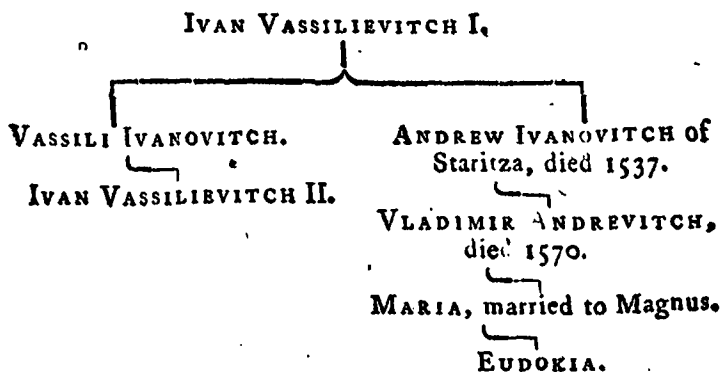 IVAN VASSILIEVITCH I.
VASSILI IVANOVITCH.
IVAN VASSILIEVITCH II.
ANDREW IVANOVITCH of
Staritza, died 1537.
VLADIMIR ANDREVITCH,
died 1570.
MARIA, married to Magnus.
EUDOKIA.